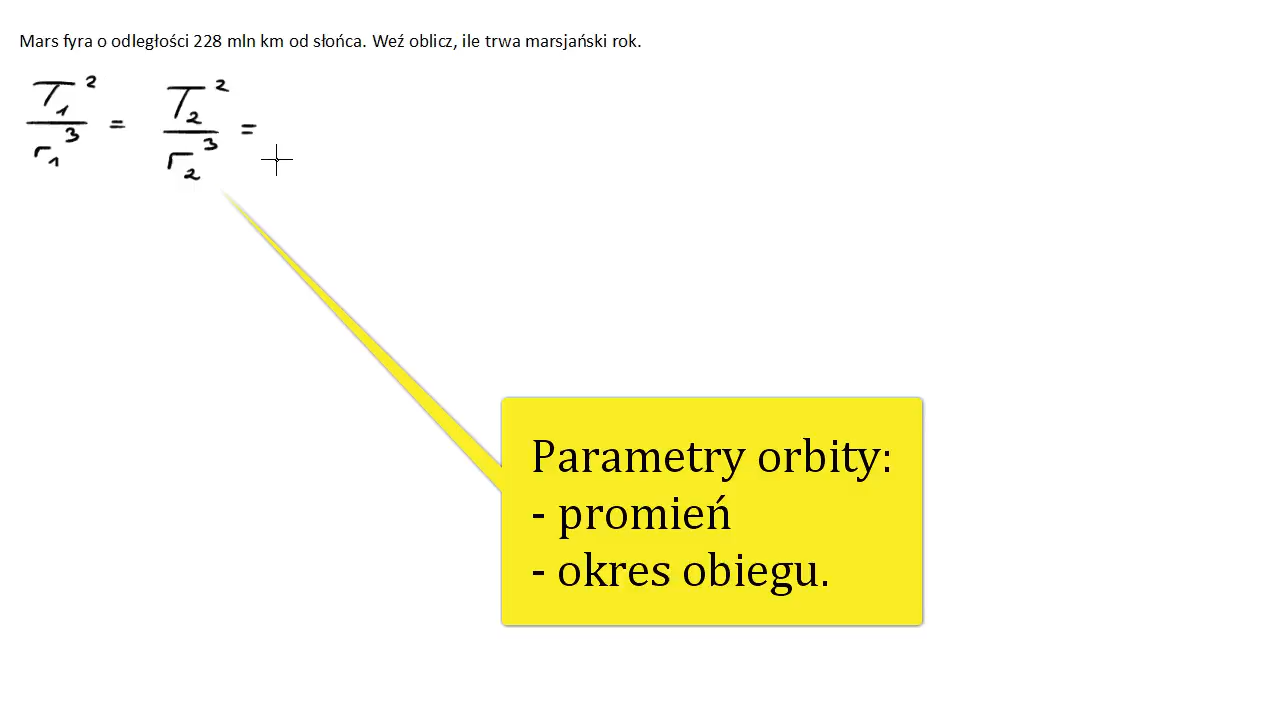 Mars fyra o odległości 228 mln km od słońca. Weź oblicz, ile trwa marsjański rok.
T₁² / r₁³ = T₂² / r₂³ =
Parametry orbity:
- promień
- okres obiegu.